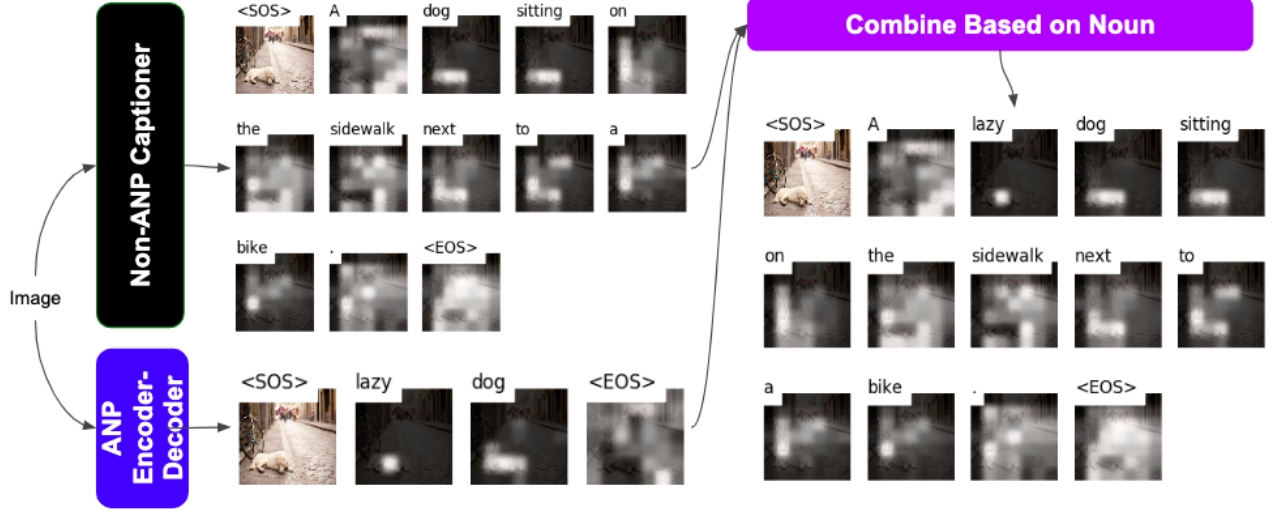 Image
Non-ANP Captioner
ANP
Encoder-
Decoder
<SOS> A dog sitting on
the sidewalk next to a
bike . <EOS>
<SOS> lazy dog <EOS>
Combine Based on Noun
<SOS> A lazy dog sitting
on the sidewalk next to
a bike . <EOS>